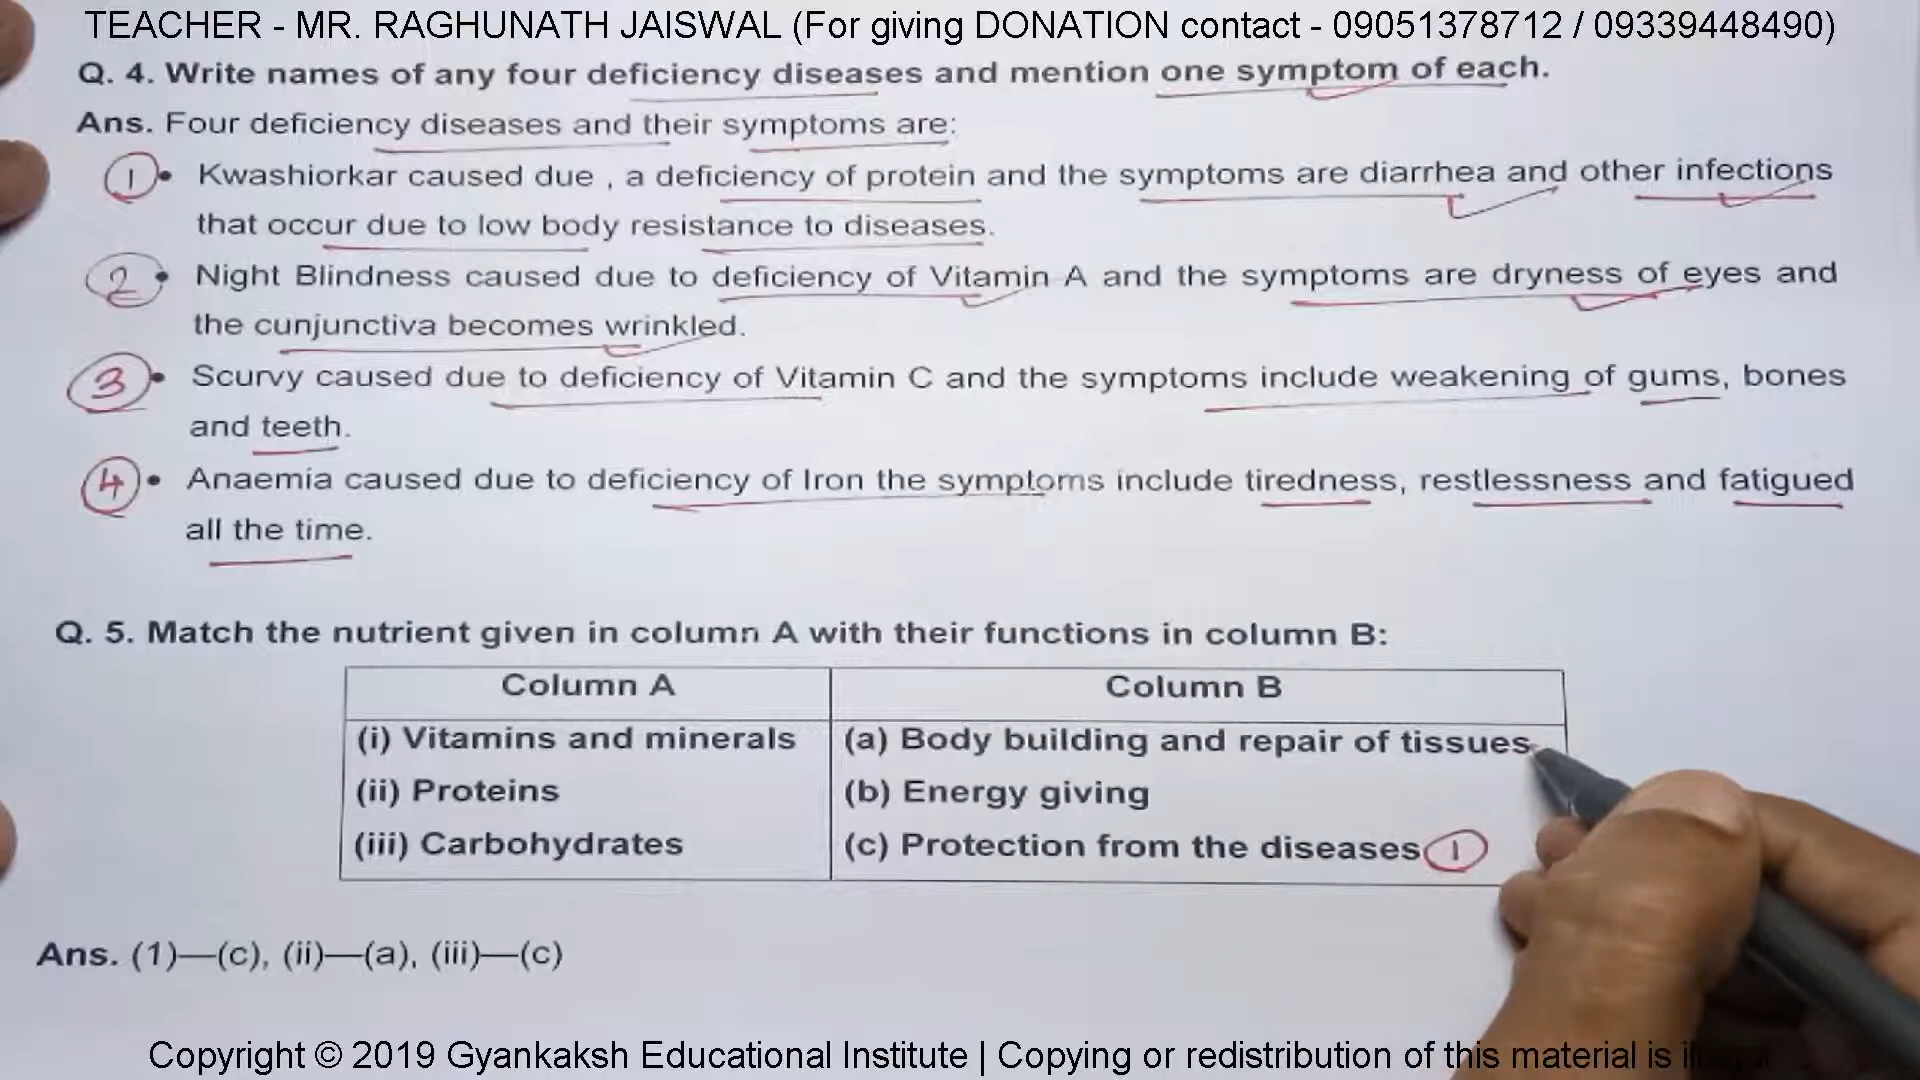 TEACHER - MR. RAGHUNATH JAISWAL (For giving DONATION contact - 09051378712 / 09339448490)
Q. 4. Write names of any four deficiency diseases and mention one symptom of each.
Ans. Four deficiency diseases and their symptoms are:
1 • Kwashiorkar caused due , a deficiency of protein and the symptoms are diarrhea and other infections
that occur due to low body resistance to diseases.
2 • Night Blindness caused due to deficiency of Vitamin A and the symptoms are dryness of eyes and
the cunjunctiva becomes wrinkled.
3 • Scurvy caused due to deficiency of Vitamin C and the symptoms include weakening of gums, bones
and teeth.
4 • Anaemia caused due to deficiency of Iron the symptoms include tiredness, restlessness and fatigued
all the time.
Q. 5. Match the nutrient given in column A with their functions in column B:
Column A Column B
(i) Vitamins and minerals (a) Body building and repair of tissues
(ii) Proteins (b) Energy giving
(iii) Carbohydrates (c) Protection from the diseases 1
Ans. (1)—(c), (ii)—(a), (iii)—(c)
Copyright © 2019 Gyankaksh Educational Institute | Copying or redistribution of this material is